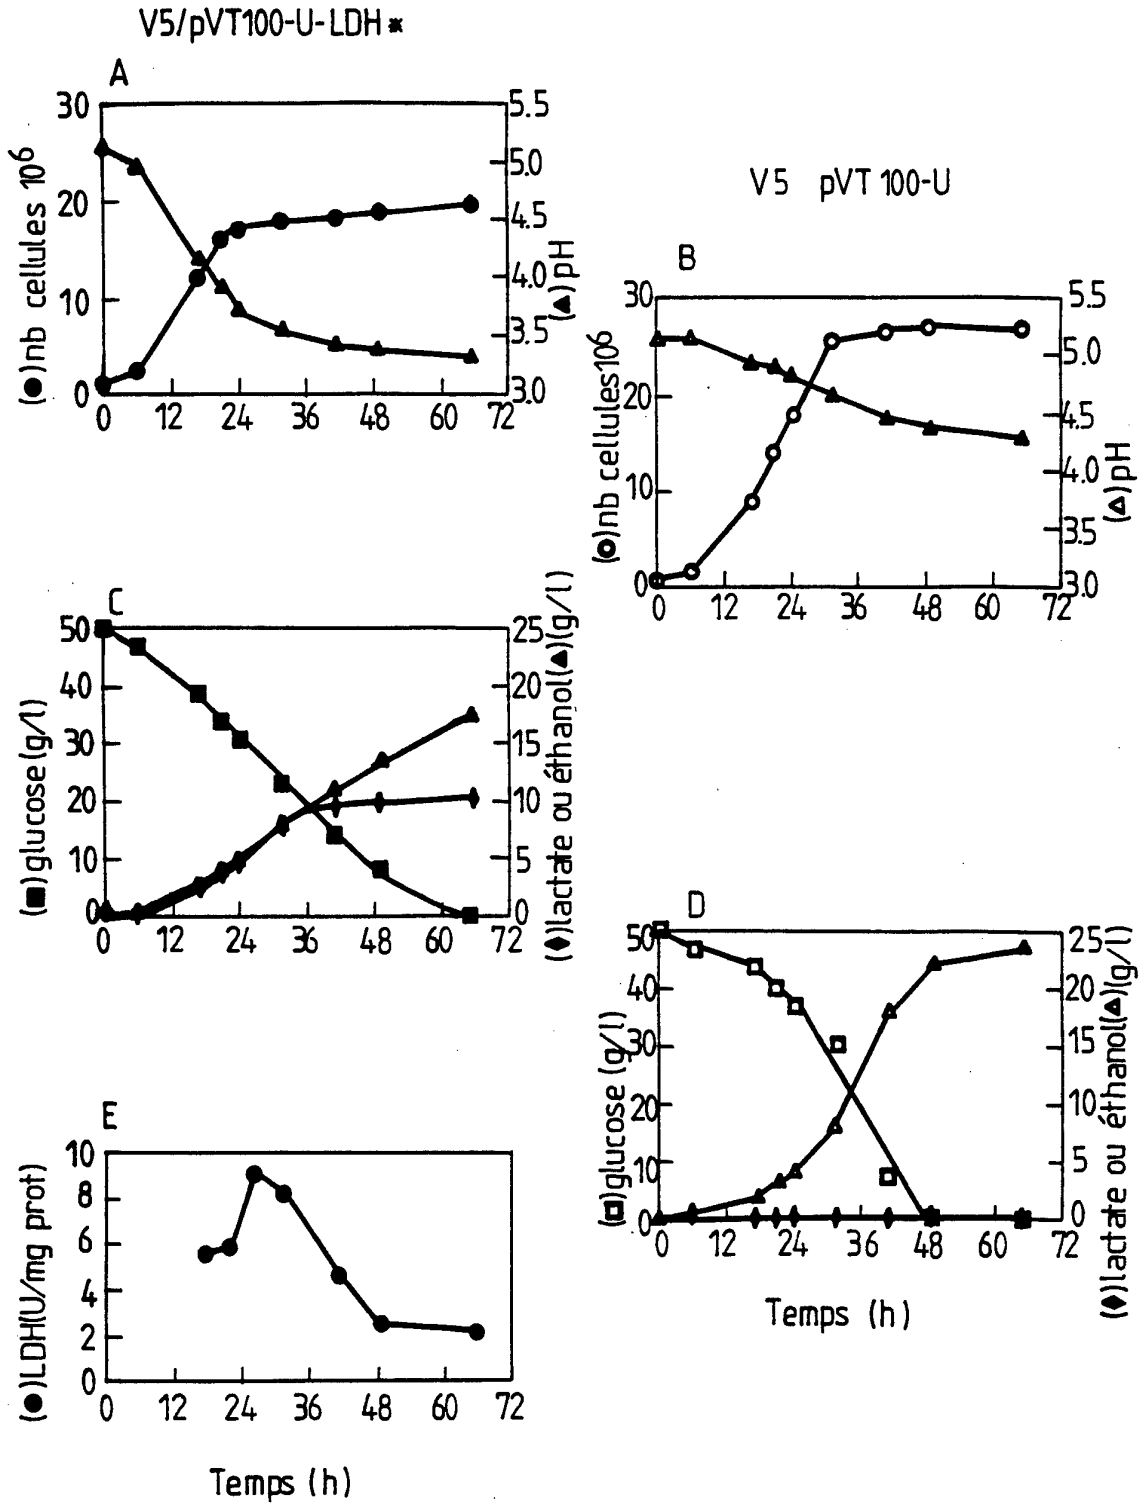 V5/pVT100-U-LDH*
A
30
20
10
0
(●)nb cellules 10⁶
5.5
5.0
4.5
4.0
3.5
3.0
(▲)pH
0 12 24 36 48 60 72
V5 pVT 100-U
B
30
20
10
0
(o)nb cellules10⁶
5.5
5.0
4.5
4.0
3.5
3.0
(△)pH
0 12 24 36 48 60 72
C
50
40
30
20
10
0
(■)glucose (g/l)
25
20
15
10
5
0
(♦)lactate ou éthanol(▲)(g/l)
0 12 24 36 48 60 72
D
50
40
30
20
10
0
(□)glucose (g/l)
25
20
15
10
5
0
(♦)lactate ou éthanol(△)(g/l)
0 12 24 36 48 60 72
Temps (h)
E
10
8
6
4
2
0
(●)LDH(U/mg prot)
0 12 24 36 48 60 72
Temps (h)